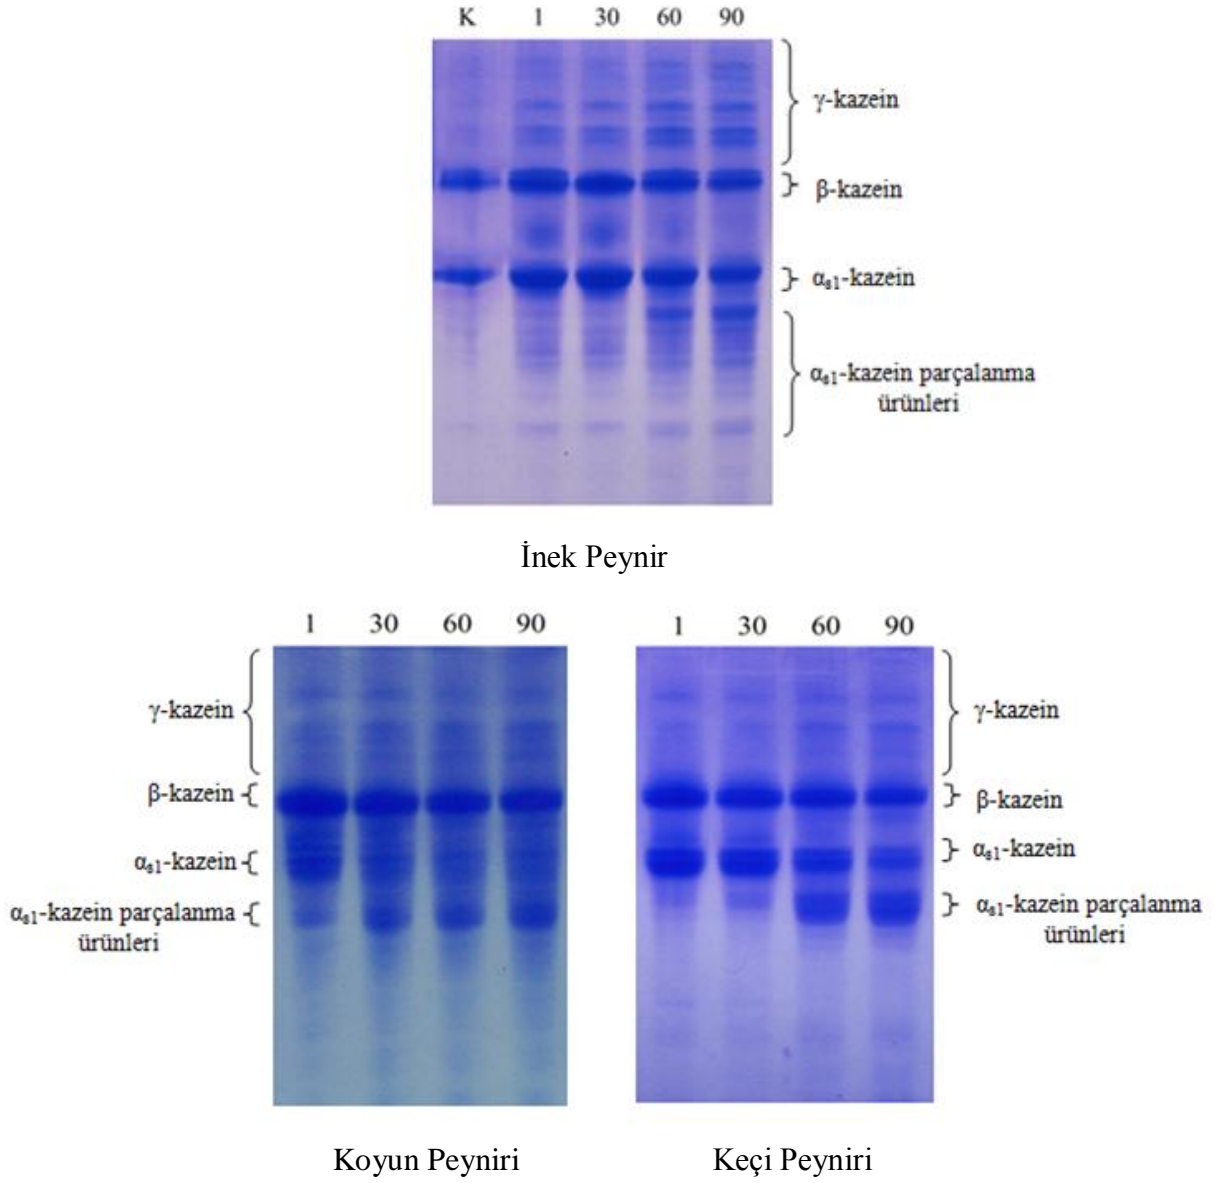 K 1 30 60 90
γ-kazein
β-kazein
αs1-kazein
αs1-kazein parçalanma
ürünleri
İnek Peynir
1 30 60 90
γ-kazein
β-kazein
αs1-kazein
αs1-kazein parçalanma
ürünleri
Koyun Peyniri
1 30 60 90
γ-kazein
β-kazein
αs1-kazein
αs1-kazein parçalanma
ürünleri
Keçi Peyniri